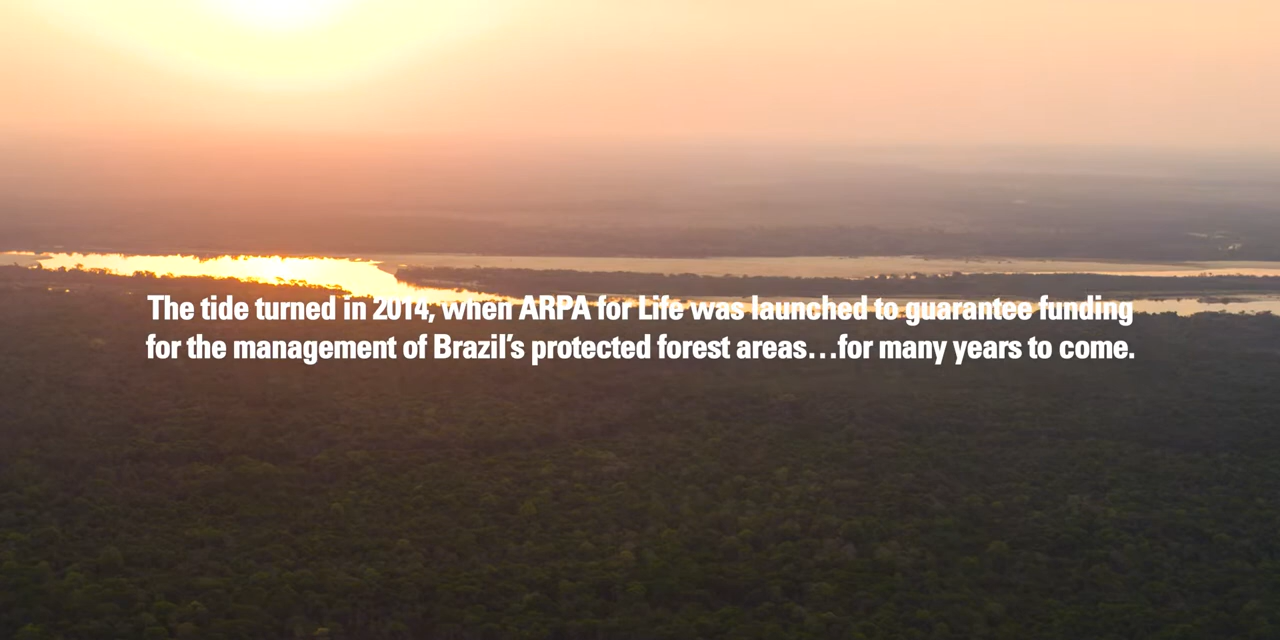 The tide turned in 2014, when ARPA for Life was launched to guarantee funding
for the management of Brazil’s protected forest areas…for many years to come.